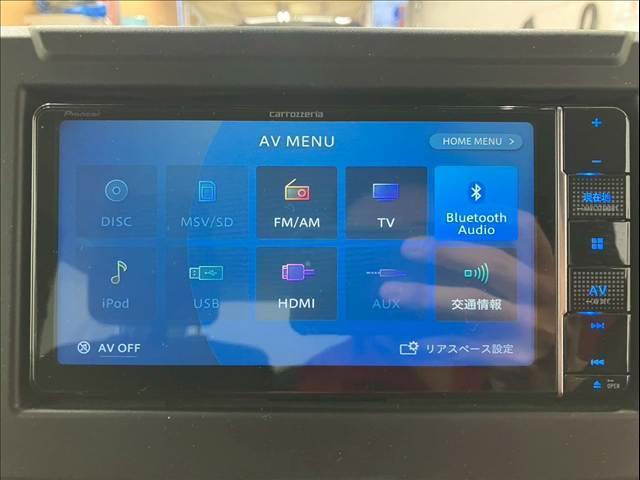 Pioneer
carrozzeria
AV MENU
HOME MENU >
DISC
MSV/SD
FM/AM
TV
Bluetooth
Audio
iPod
USB
HDMI
AUX
交通情報
AV OFF
リアスペース設定
+
−
現在地
AV
OPEN